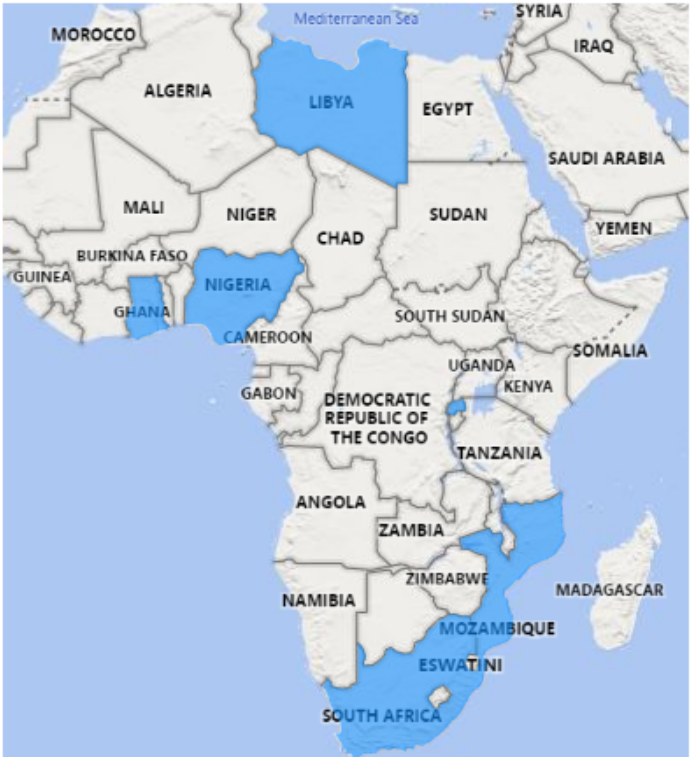 Mediterranean Sea
SYRIA
MOROCCO
IRAQ
ALGERIA
LIBYA
EGYPT
SAUDI ARABIA
MALI
NIGER
SUDAN
CHAD
YEMEN
BURKINA FASO
GUINEA
NIGERIA
GHANA
SOUTH SUDAN
CAMEROON
SOMALIA
UGANDA
KENYA
GABON
DEMOCRATIC
REPUBLIC OF
THE CONGO
TANZANIA
ANGOLA
ZAMBIA
ZIMBABWE
MADAGASCAR
NAMIBIA
MOZAMBIQUE
ESWATINI
SOUTH AFRICA